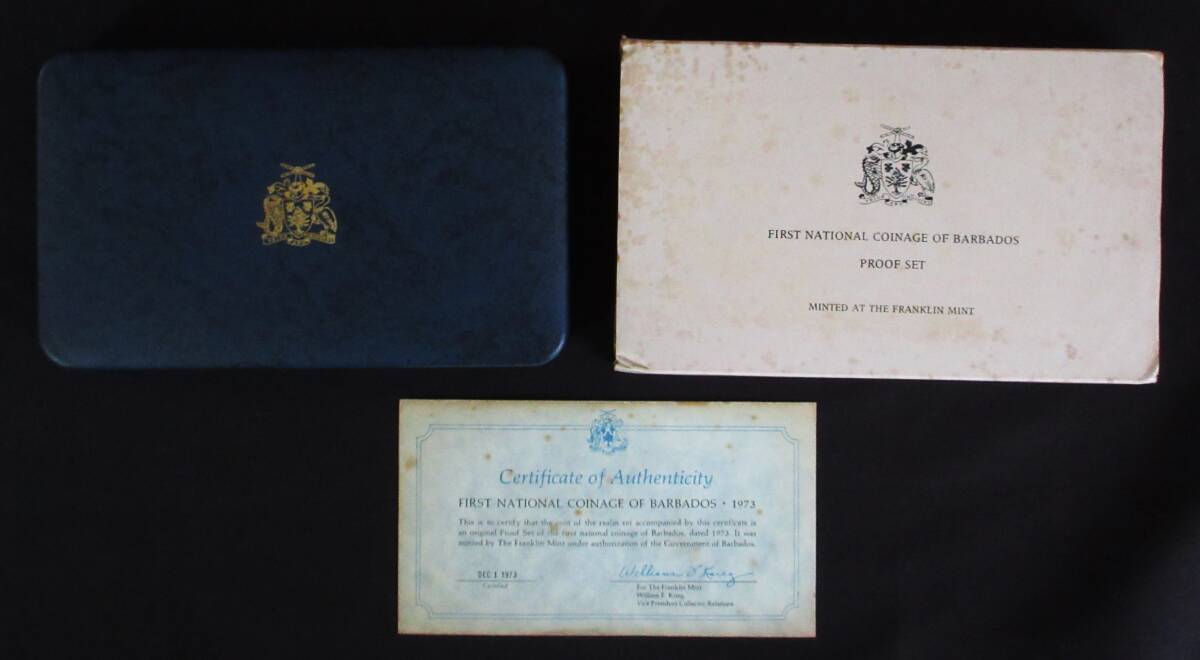 FIRST NATIONAL COINAGE OF BARBADOS
PROOF SET
MINTED AT THE FRANKLIN MINT
Certificate of Authenticity
FIRST NATIONAL COINAGE OF BARBADOS • 1973
This is to certify that the coin of the realm set accompanied by this certificate is
an original Proof Set of the first national coinage of Barbados, dated 1973. It was
minted by The Franklin Mint under authorization of the Government of Barbados.
DEC 1 1973
Certified
For The Franklin Mint
William E.
Vice President Collector Relations